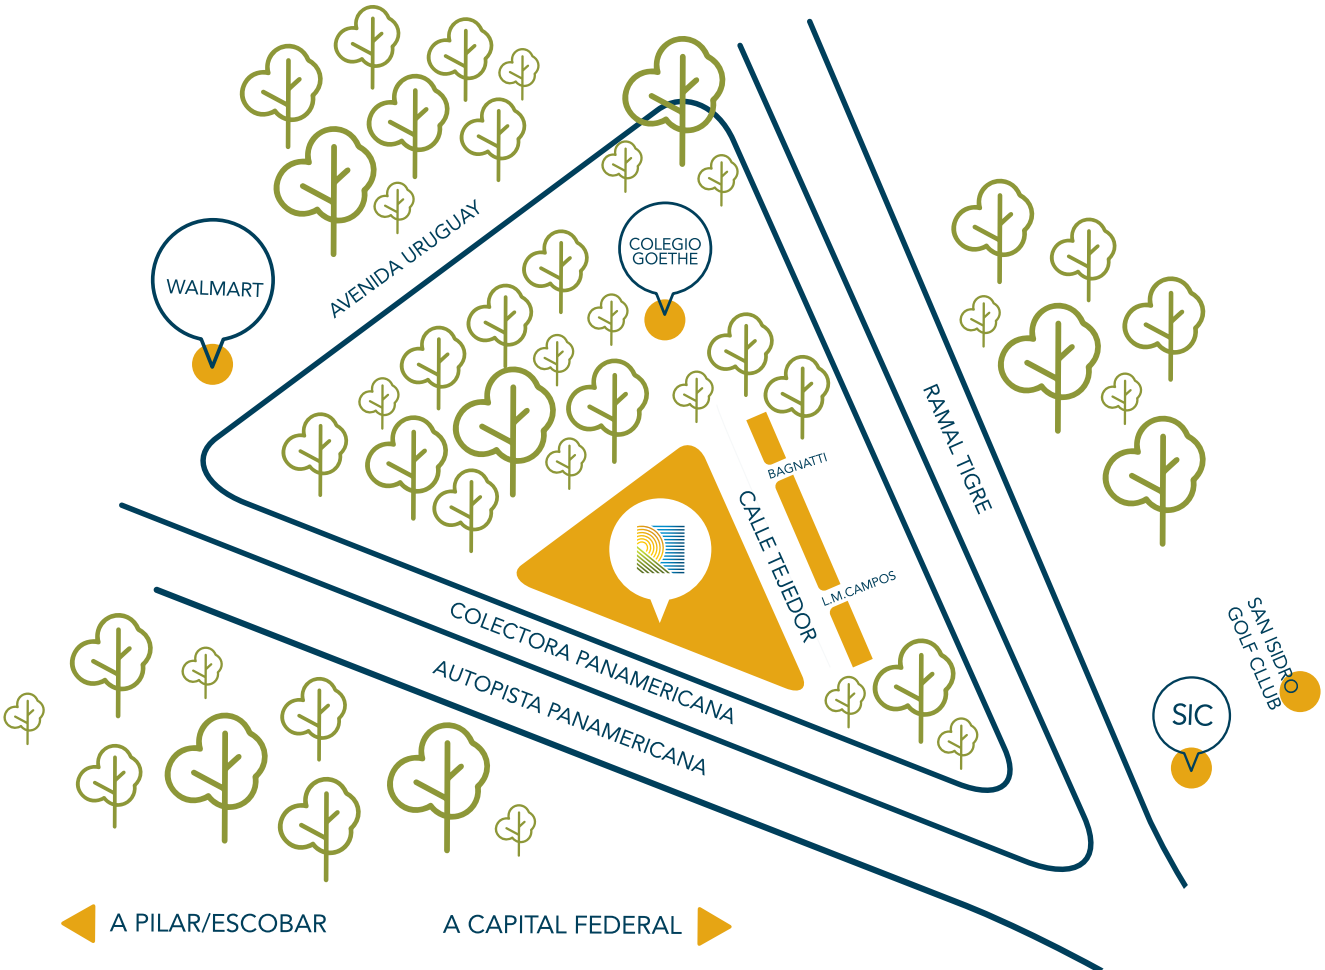 AVENIDA URUGUAY
COLEGIO
GOETHE
WALMART
RAMAL TIGRE
BAGNATTI
CALLE TEJEDOR
L.M.CAMPOS
COLECTORA PANAMERICANA
AUTOPISTA PANAMERICANA
SAN ISIDRO
GOLF CLLUB
SIC
A PILAR/ESCOBAR
A CAPITAL FEDERAL